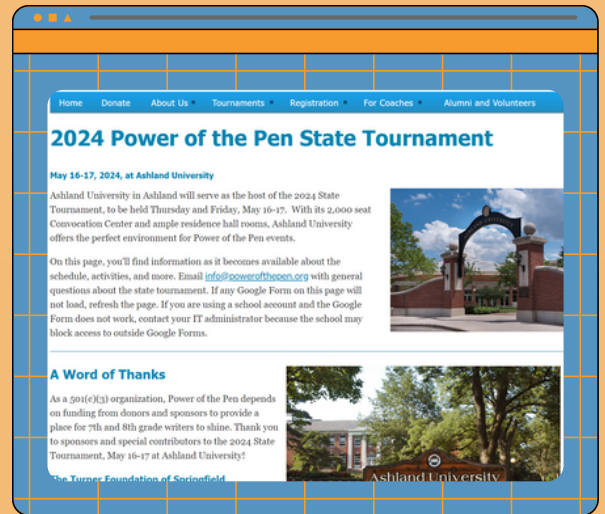 Home Donate About Us Tournaments Registration For Coaches Alumni and Volunteers
2024 Power of the Pen State Tournament
May 16-17, 2024, at Ashland University
Ashland University in Ashland will serve as the host of the 2024 State
Tournament, to be held Thursday and Friday, May 16-17. With its 2,000 seat
Convocation Center and ample residence hall rooms, Ashland University
offers the perfect environment for Power of the Pen events.
On this page, you'll find information as it becomes available about the
schedule, activities, and more. Email info@powerofthepen.org with general
questions about the state tournament. If any Google Form on this page will
not load, refresh the page. If you are using a school account and the Google
Form does not work, contact your IT administrator because the school may
block access to outside Google Forms.
A Word of Thanks
As a 501(c)(3) organization, Power of the Pen depends
on funding from donors and sponsors to provide a
place for 7th and 8th grade writers to shine. Thank you
to sponsors and special contributors to the 2024 State
Tournament, May 16-17 at Ashland University!
The Turner Foundation of Springfield
Ashland University